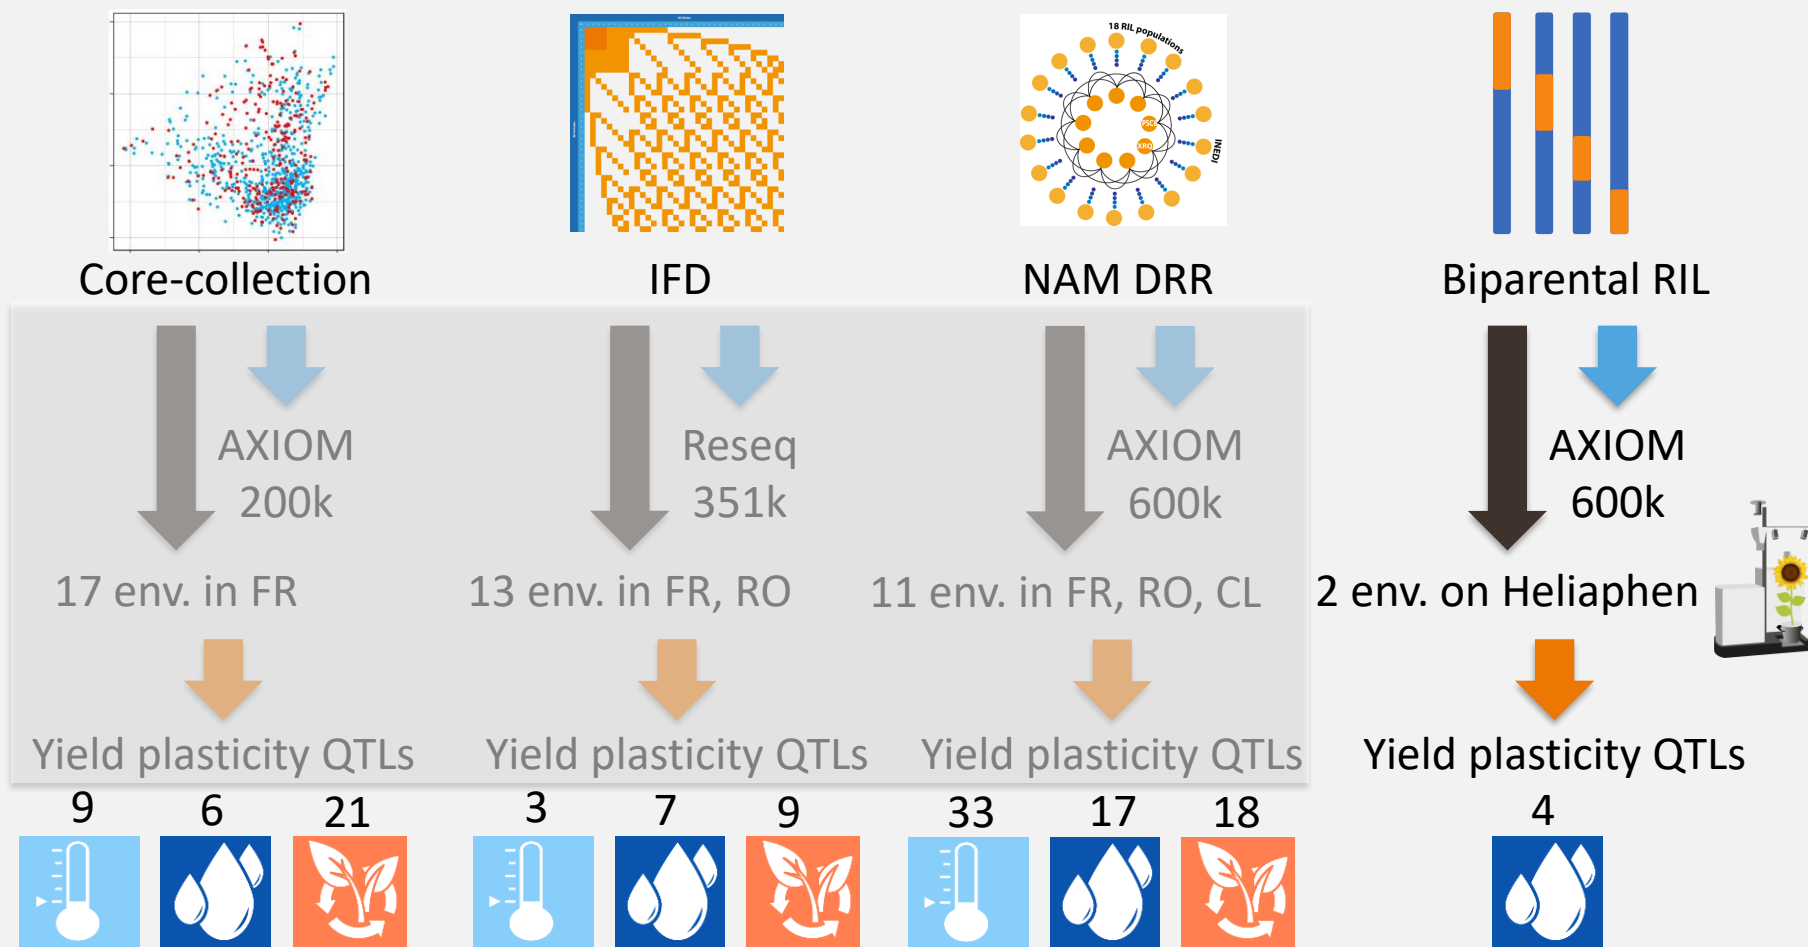 18 RIL populations
PSC8
XRQ
INEDI
Core-collection
IFD
NAM DRR
Biparental RIL
AXIOM
200k
Reseq
351k
AXIOM
600k
AXIOM
600k
17 env. in FR
13 env. in FR, RO
11 env. in FR, RO, CL
2 env. on Heliaphen
Yield plasticity QTLs
Yield plasticity QTLs
Yield plasticity QTLs
Yield plasticity QTLs
9
6
21
3
7
9
33
17
18
4